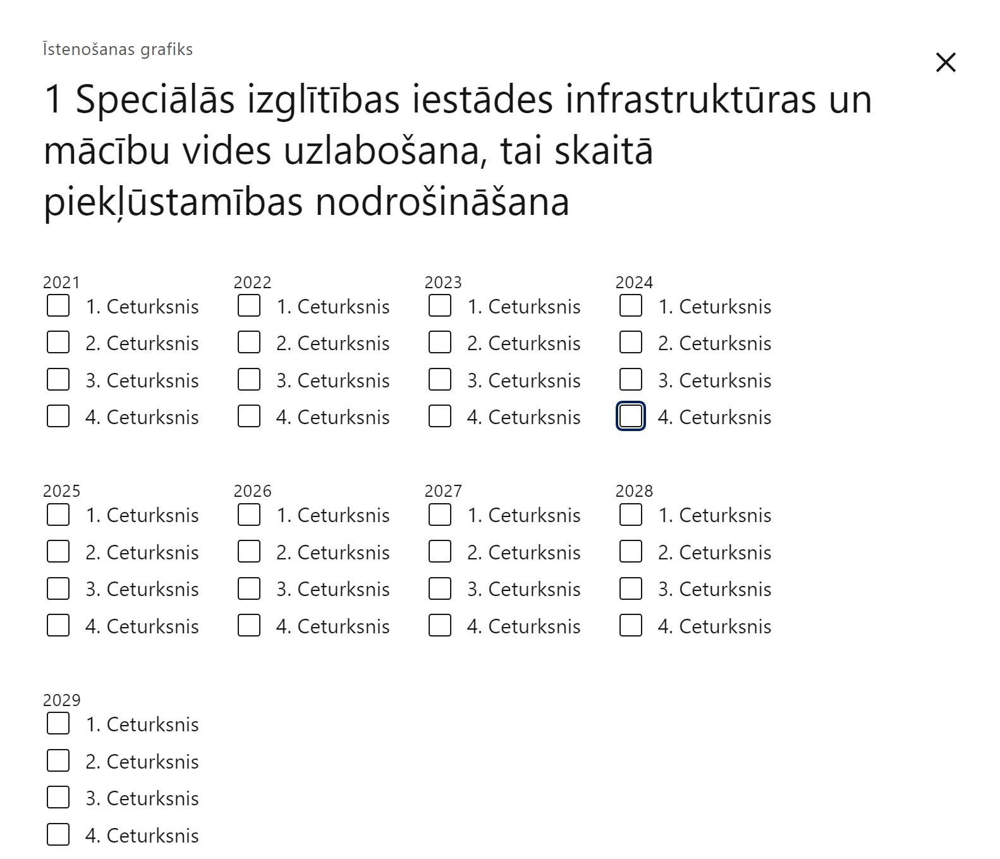 Īstenošanas grafiks
1 Speciālās izglītības iestādes infrastruktūras un
mācību vides uzlabošana, tai skaitā
piekļūstamības nodrošināšana
2021 2022 2023 2024
1. Ceturksnis 1. Ceturksnis 1. Ceturksnis 1. Ceturksnis
2. Ceturksnis 2. Ceturksnis 2. Ceturksnis 2. Ceturksnis
3. Ceturksnis 3. Ceturksnis 3. Ceturksnis 3. Ceturksnis
4. Ceturksnis 4. Ceturksnis 4. Ceturksnis 4. Ceturksnis
2025 2026 2027 2028
1. Ceturksnis 1. Ceturksnis 1. Ceturksnis 1. Ceturksnis
2. Ceturksnis 2. Ceturksnis 2. Ceturksnis 2. Ceturksnis
3. Ceturksnis 3. Ceturksnis 3. Ceturksnis 3. Ceturksnis
4. Ceturksnis 4. Ceturksnis 4. Ceturksnis 4. Ceturksnis
2029
1. Ceturksnis
2. Ceturksnis
3. Ceturksnis
4. Ceturksnis